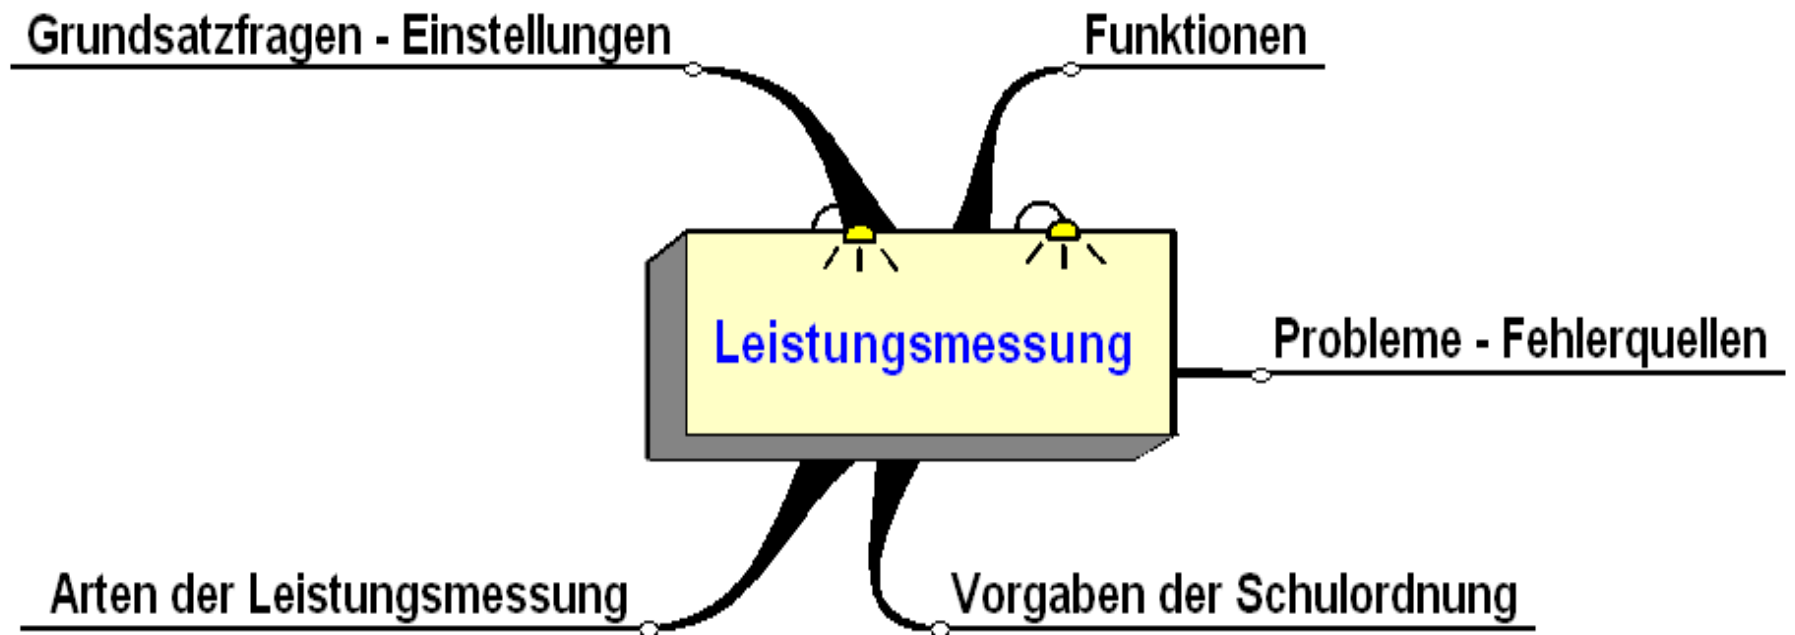 Grundsatzfragen - Einstellungen
Funktionen
Leistungsmessung
Probleme - Fehlerquellen
Arten der Leistungsmessung
Vorgaben der Schulordnung